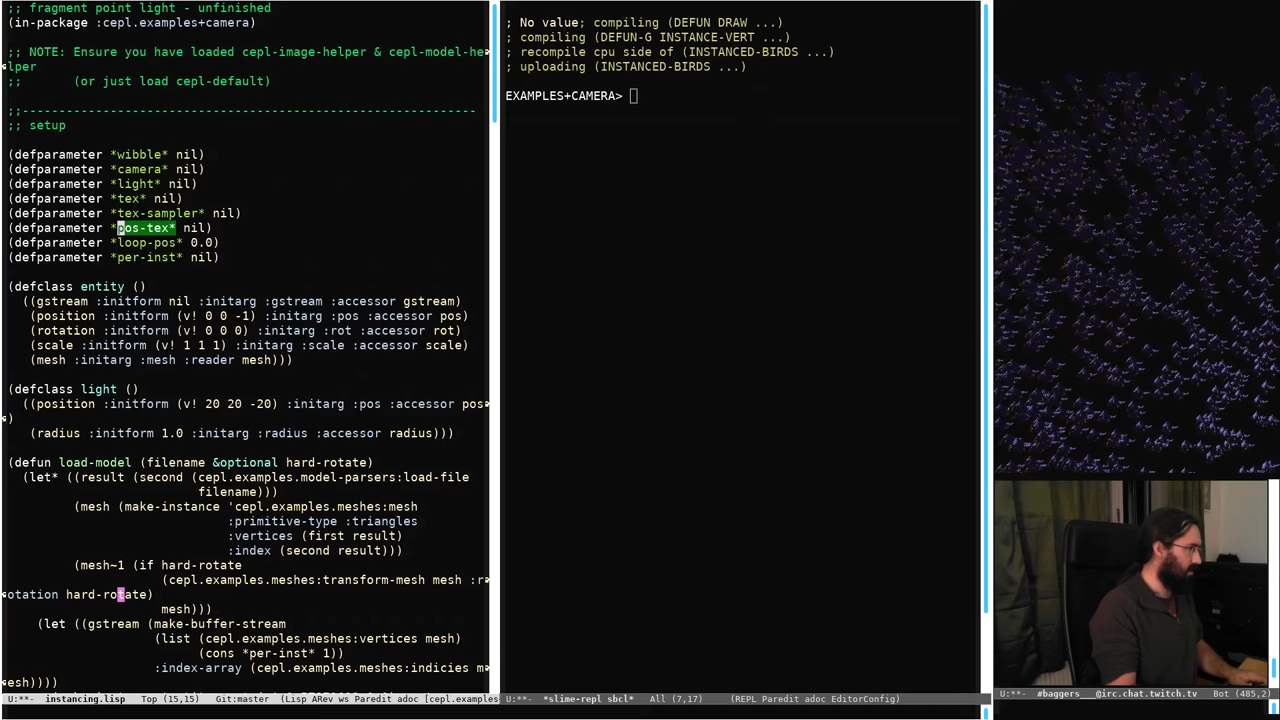 ;; fragment point light - unfinished
(in-package :cepl.examples+camera)
;; NOTE: Ensure you have loaded cepl-image-helper & cepl-model-he
lper
;;       (or just load cepl-default)
;;----------------------------------------------------------------
;; setup
(defparameter *wibble* nil)
(defparameter *camera* nil)
(defparameter *light* nil)
(defparameter *tex* nil)
(defparameter *tex-sampler* nil)
(defparameter *pos-tex* nil)
(defparameter *loop-pos* 0.0)
(defparameter *per-inst* nil)
(defclass entity ()
  ((gstream :initform nil :initarg :gstream :accessor gstream)
   (position :initform (v! 0 0 -1) :initarg :pos :accessor pos)
   (rotation :initform (v! 0 0 0) :initarg :rot :accessor rot)
   (scale :initform (v! 1 1 1) :initarg :scale :accessor scale)
   (mesh :initarg :mesh :reader mesh)))
(defclass light ()
  ((position :initform (v! 20 20 -20) :initarg :pos :accessor pos
)
   (radius :initform 1.0 :initarg :radius :accessor radius)))
(defun load-model (filename &optional hard-rotate)
  (let* ((result (second (cepl.examples.model-parsers:load-file
                          filename)))
         (mesh (make-instance 'cepl.examples.meshes:mesh
                              :primitive-type :triangles
                              :vertices (first result)
                              :index (second result)))
         (mesh~1 (if hard-rotate
                     (cepl.examples.meshes:transform-mesh mesh :r
otation hard-rotate)
                     mesh)))
    (let ((gstream (make-buffer-stream
                    (list (cepl.examples.meshes:vertices mesh)
                          (cons *per-inst* 1))
                    :index-array (cepl.examples.meshes:indicies m
esh))))
U:**-  instancing.lisp   Top (15,15)   Git:master   (Lisp ARev ws Paredit adoc [cepl.examples
; No value; compiling (DEFUN DRAW ...)
; compiling (DEFUN-G INSTANCE-VERT ...)
; recompile cpu side of (INSTANCED-BIRDS ...)
; uploading (INSTANCED-BIRDS ...)
EXAMPLES+CAMERA>
U:**-  *slime-repl sbcl*   All (7,17)   (REPL Paredit adoc EditorConfig)
U:**-  #baggers___@irc.chat.twitch.tv   Bot (485,2)